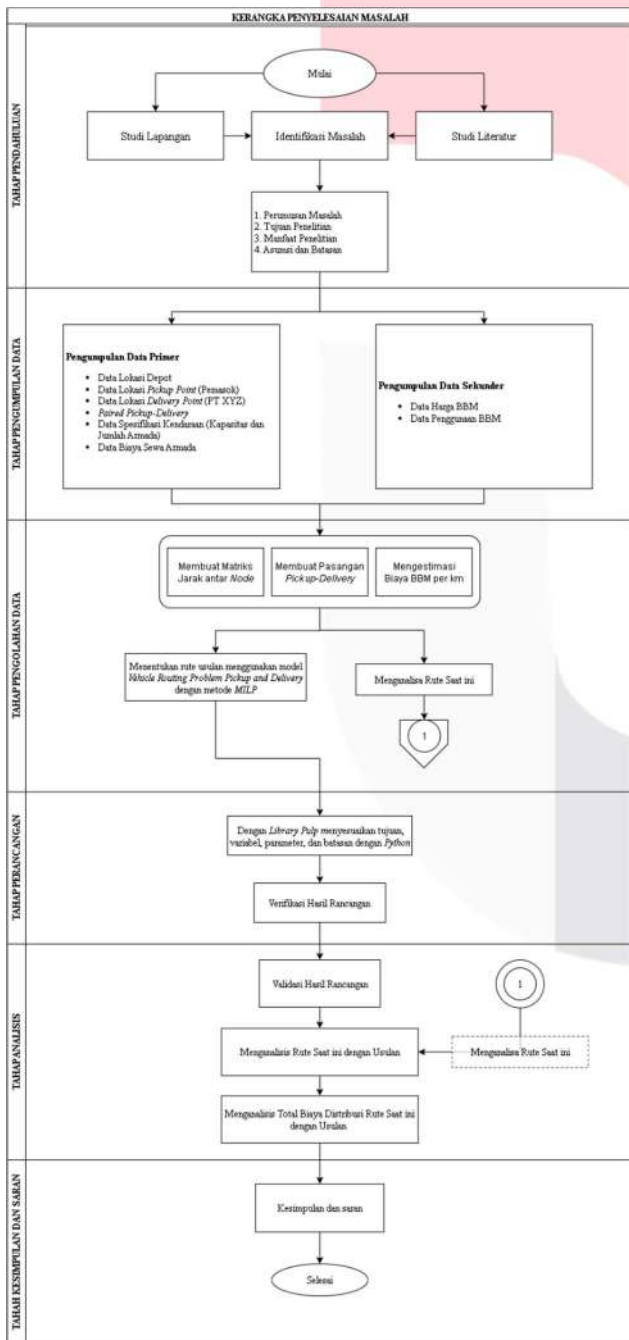 KERANGKA PENYELESAIAN MASALAH
TAHAP PENDAHULUAN
Mulai
Studi Lapangan
Identifikasi Masalah
Studi Literatur
1. Perumusan Masalah
2. Tujuan Penelitian
3. Manfaat Penelitian
4. Asumsi dan Batasan
TAHAP PENGUMPULAN DATA
Pengumpulan Data Primer
Data Lokasi Depot
Data Lokasi Pickup Point (Pemasok)
Data Lokasi Delivery Point (PT XYZ)
Paired Pickup-Delivery
Data Spesifikasi Kendaraan (Kapasitas dan
Jumlah Armada)
Data Biaya Sewa Armada
Pengumpulan Data Sekunder
Data Harga BBM
Data Penggunaan BBM
TAHAP PENGOLAHAN DATA
Membuat Matriks
Jarak antar Node
Membuat Pasangan
Pickup-Delivery
Mengestimasi
Biaya BBM per km
Menentukan rute usulan menggunakan model
Vehicle Routing Problem Pickup and Delivery
dengan metode MILP
Menganalisa Rute Saat ini
1
TAHAP PERANCANGAN
Dengan Library Pulp menyesuaikan tujuan,
variabel, parameter, dan batasan dengan Python
Verifikasi Hasil Rancangan
TAHAP ANALISIS
Validasi Hasil Rancangan
1
Menganalisis Rute Saat ini dengan Usulan
Menganalisa Rute Saat ini
Menganalisis Total Biaya Distribusi Rute Saat ini
dengan Usulan
TAHAH KESIMPULAN DAN SARAN
Kesimpulan dan saran
Selesai